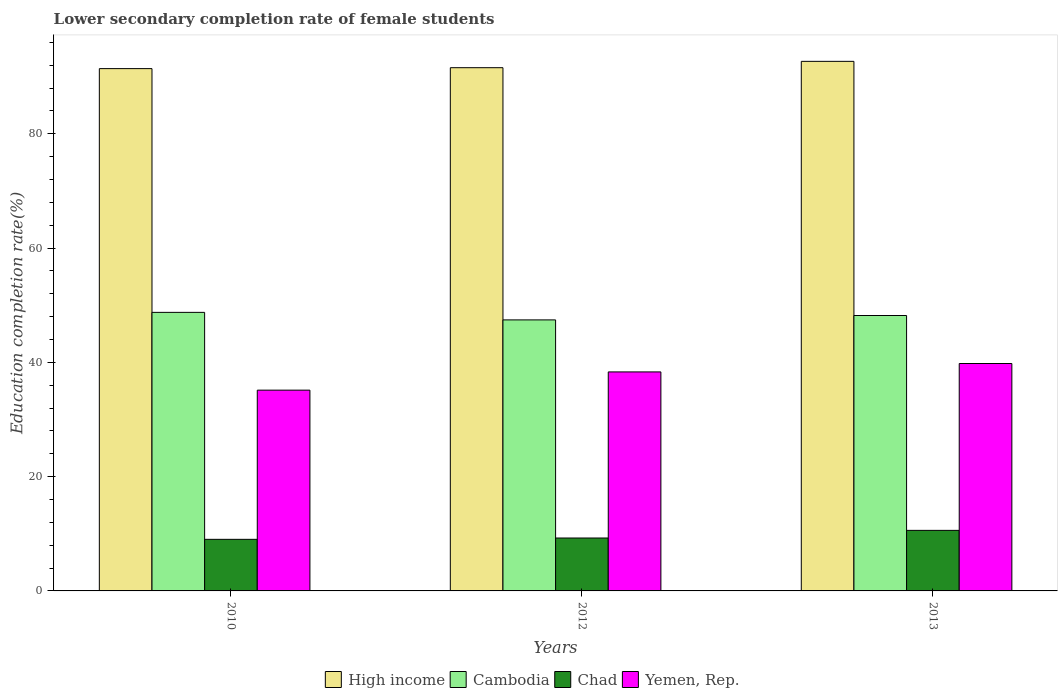 Lower secondary completion rate of female students
Education completion rate(%)
80
60
40
20
0
2010
2012
2013
Years
High income
Cambodia
Chad
Yemen, Rep.